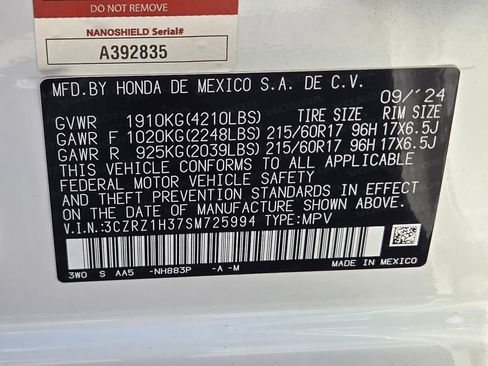 DO NOT REMOVE
NANOSHIELD Serial#
A392835
MFD.BY HONDA DE MEXICO S.A. DE C.V.
09/'24
GVWR 1910KG(4210LBS) TIRE SIZE RIM SIZE
GAWR F 1020KG(2248LBS) 215/60R17 96H 17X6.5J
GAWR R 925KG(2039LBS) 215/60R17 96H 17X6.5J
THIS VEHICLE CONFORMS TO ALL APPLICABLE
FEDERAL MOTOR VEHICLE SAFETY
AND THEFT PREVENTION STANDARDS IN EFFECT
ON THE DATE OF MANUFACTURE SHOWN ABOVE.
V.I.N.:3CZRZ1H37SM725994 TYPE:MPV
3W0 S AA5 -NH883P -A -M
MADE IN MEXICO